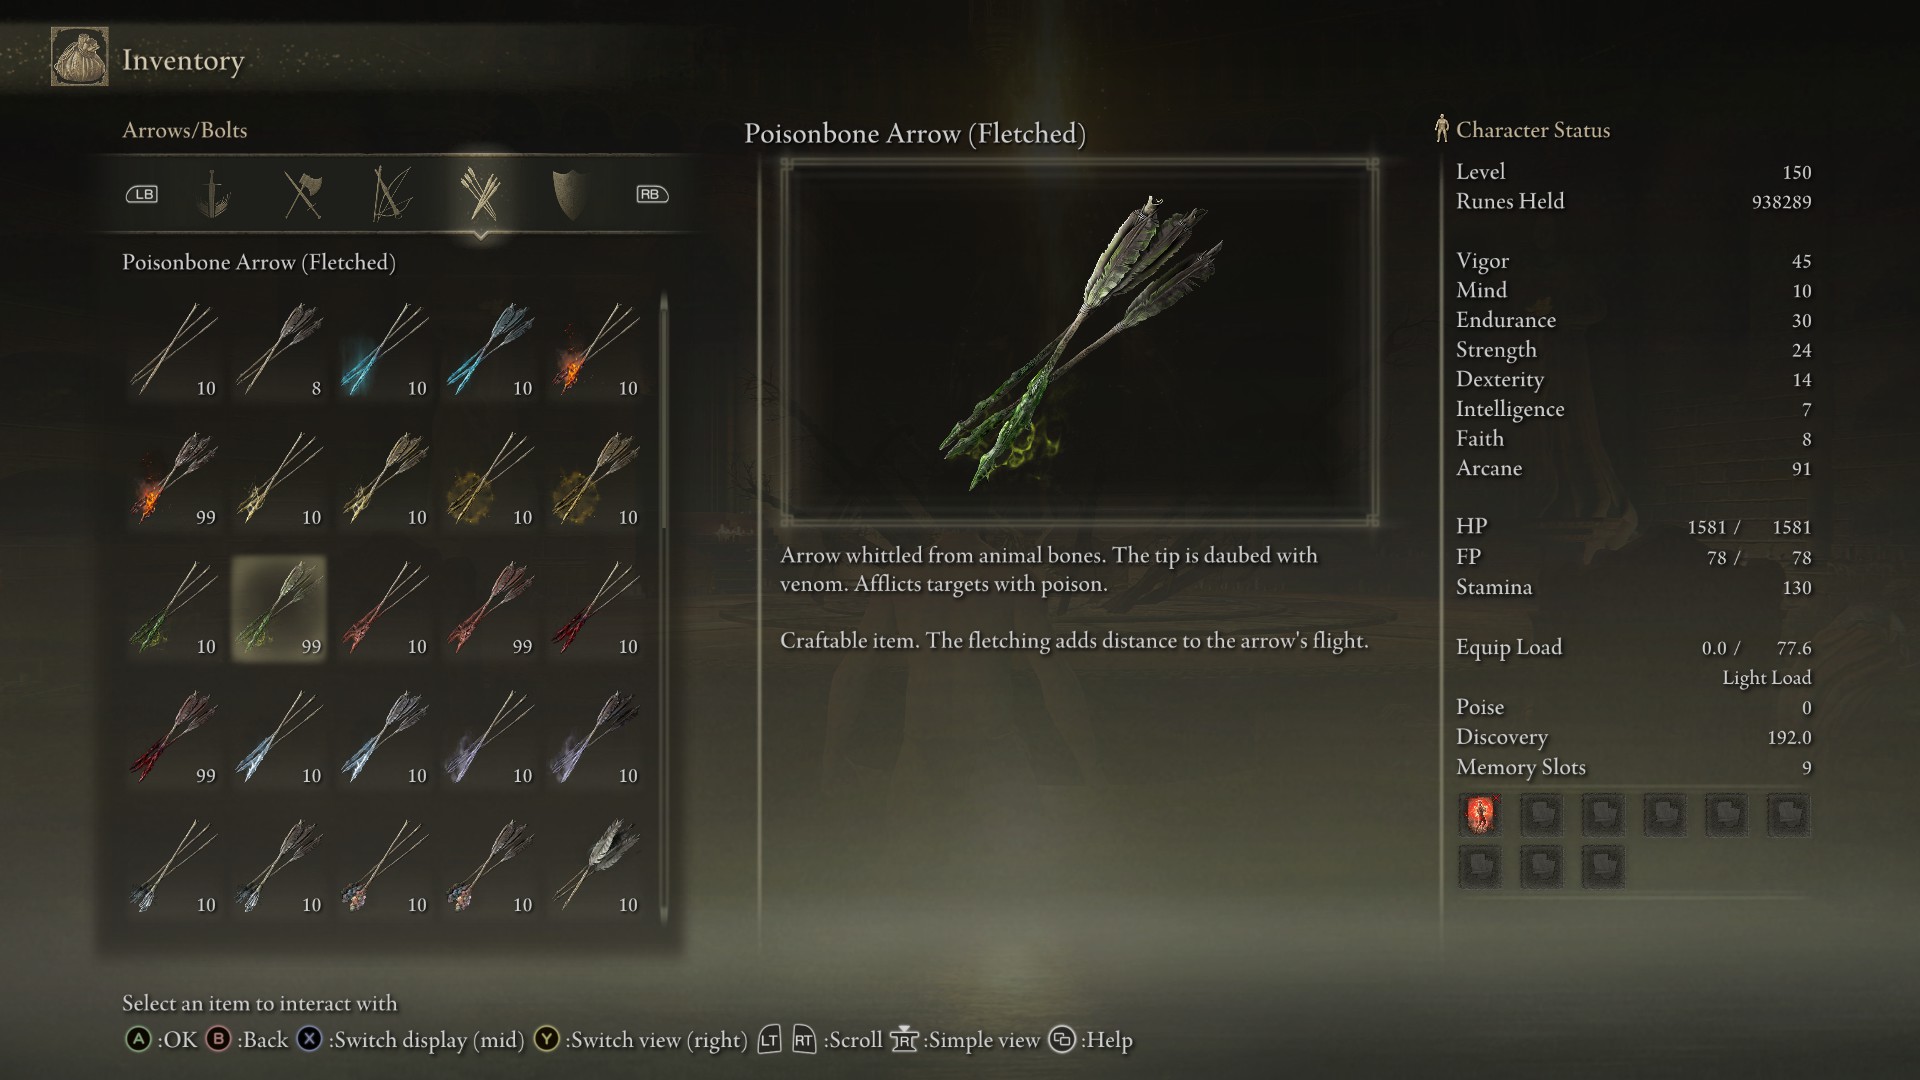 Inventory
Arrows/Bolts
LB
RB
Poisonbone Arrow (Fletched)
10 8 10 10 10
99 10 10 10 10
10 99 10 99 10
99 10 10 10 10
10 10 10 10 10
Poisonbone Arrow (Fletched)
Arrow whittled from animal bones. The tip is daubed with
venom. Afflicts targets with poison.
Craftable item. The fletching adds distance to the arrow's flight.
Character Status
Level 150
Runes Held 938289
Vigor 45
Mind 10
Endurance 30
Strength 24
Dexterity 14
Intelligence 7
Faith 8
Arcane 91
HP 1581 / 1581
FP 78 / 78
Stamina 130
Equip Load 0.0 / 77.6
Light Load
Poise 0
Discovery 192.0
Memory Slots 9
Select an item to interact with
A :OK B :Back X :Switch display (mid) Y :Switch view (right) LT RT :Scroll R :Simple view :Help